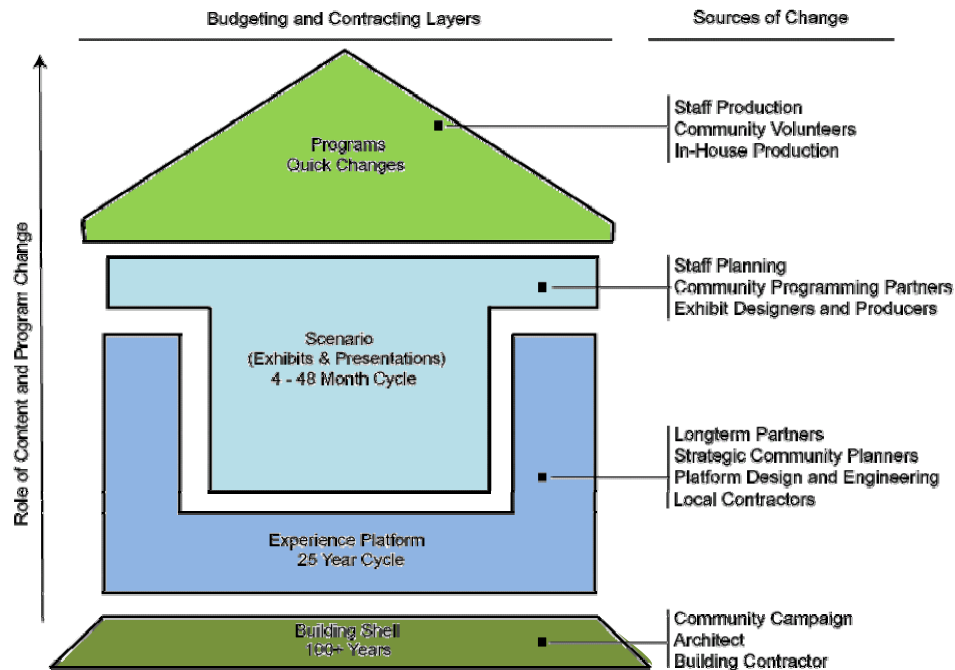 Budgeting and Contracting Layers
Sources of Change
Role of Content and Program Change
Programs
Quick Changes
Staff Production
Community Volunteers
In-House Production
Scenario
(Exhibits & Presentations)
4 - 48 Month Cycle
Staff Planning
Community Programming Partners
Exhibit Designers and Producers
Experience Platform
25 Year Cycle
Longterm Partners
Strategic Community Planners
Platform Design and Engineering
Local Contractors
Building Shell
100+ Years
Community Campaign
Architect
Building Contractor